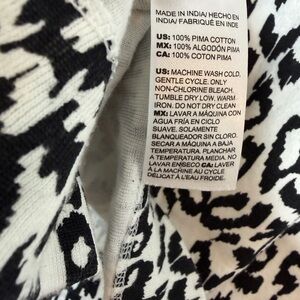 MADE IN INDIA/ HECHO EN
INDIA/ FABRIQUÉ EN INDE
US: 100% PIMA COTTON
MX: 100% ALGODÓN PIMA
CA: 100% COTON PIMA
US: MACHINE WASH COLD,
GENTLE CYCLE. ONLY
NON-CHLORINE BLEACH.
TUMBLE DRY LOW. WARM
IRON. DO NOT DRY CLEAN
MX: LAVAR A MÁQUINA CON
AGUA FRÍA EN CICLO
SUAVE. SOLAMENTE
BLANQUEADOR SIN CLORO.
SECAR A MÁQUINA A BAJA
TEMPERATURA. PLANCHAR
A TEMPERATURA MEDIA. NO
LAVAR EN SECO CA: LAVER
À LA MACHINE AU CYCLE
DÉLICAT À L'EAU FROIDE.